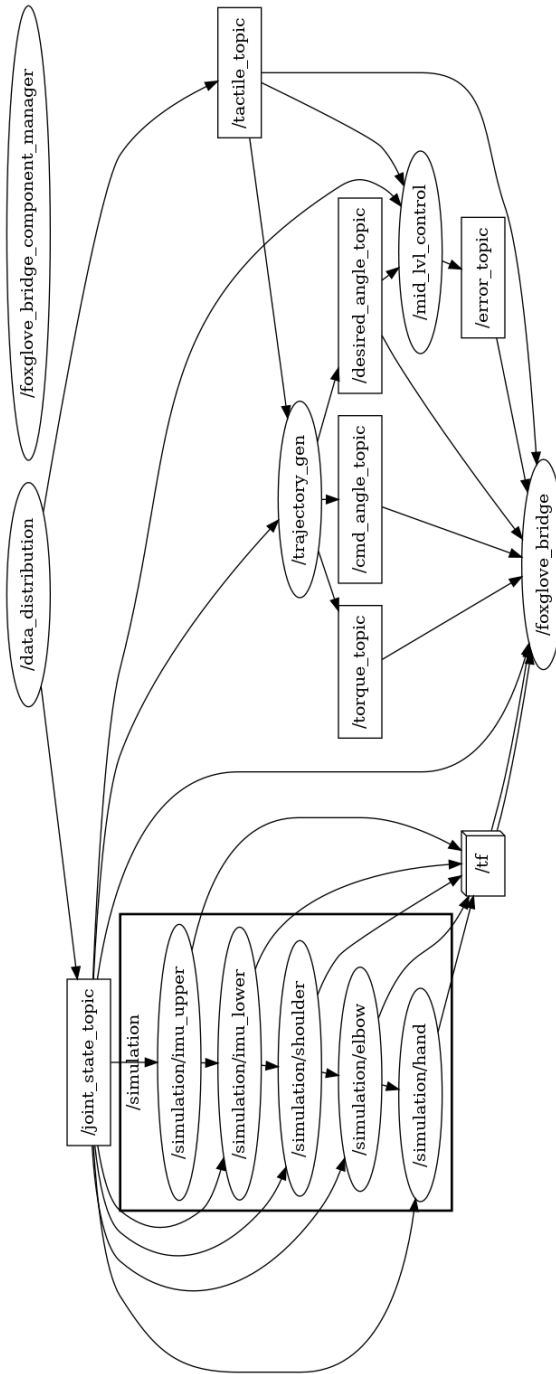 /foxglove_bridge_component_manager
/data_distribution
/joint_state_topic
/simulation
/simulation/imu_upper
/simulation/imu_lower
/simulation/shoulder
/simulation/elbow
/simulation/hand
/tactile_topic
/trajectory_gen
/desired_angle_topic
/cmd_angle_topic
/torque_topic
/mid_lvl_control
/error_topic
/tf
/foxglove_bridge